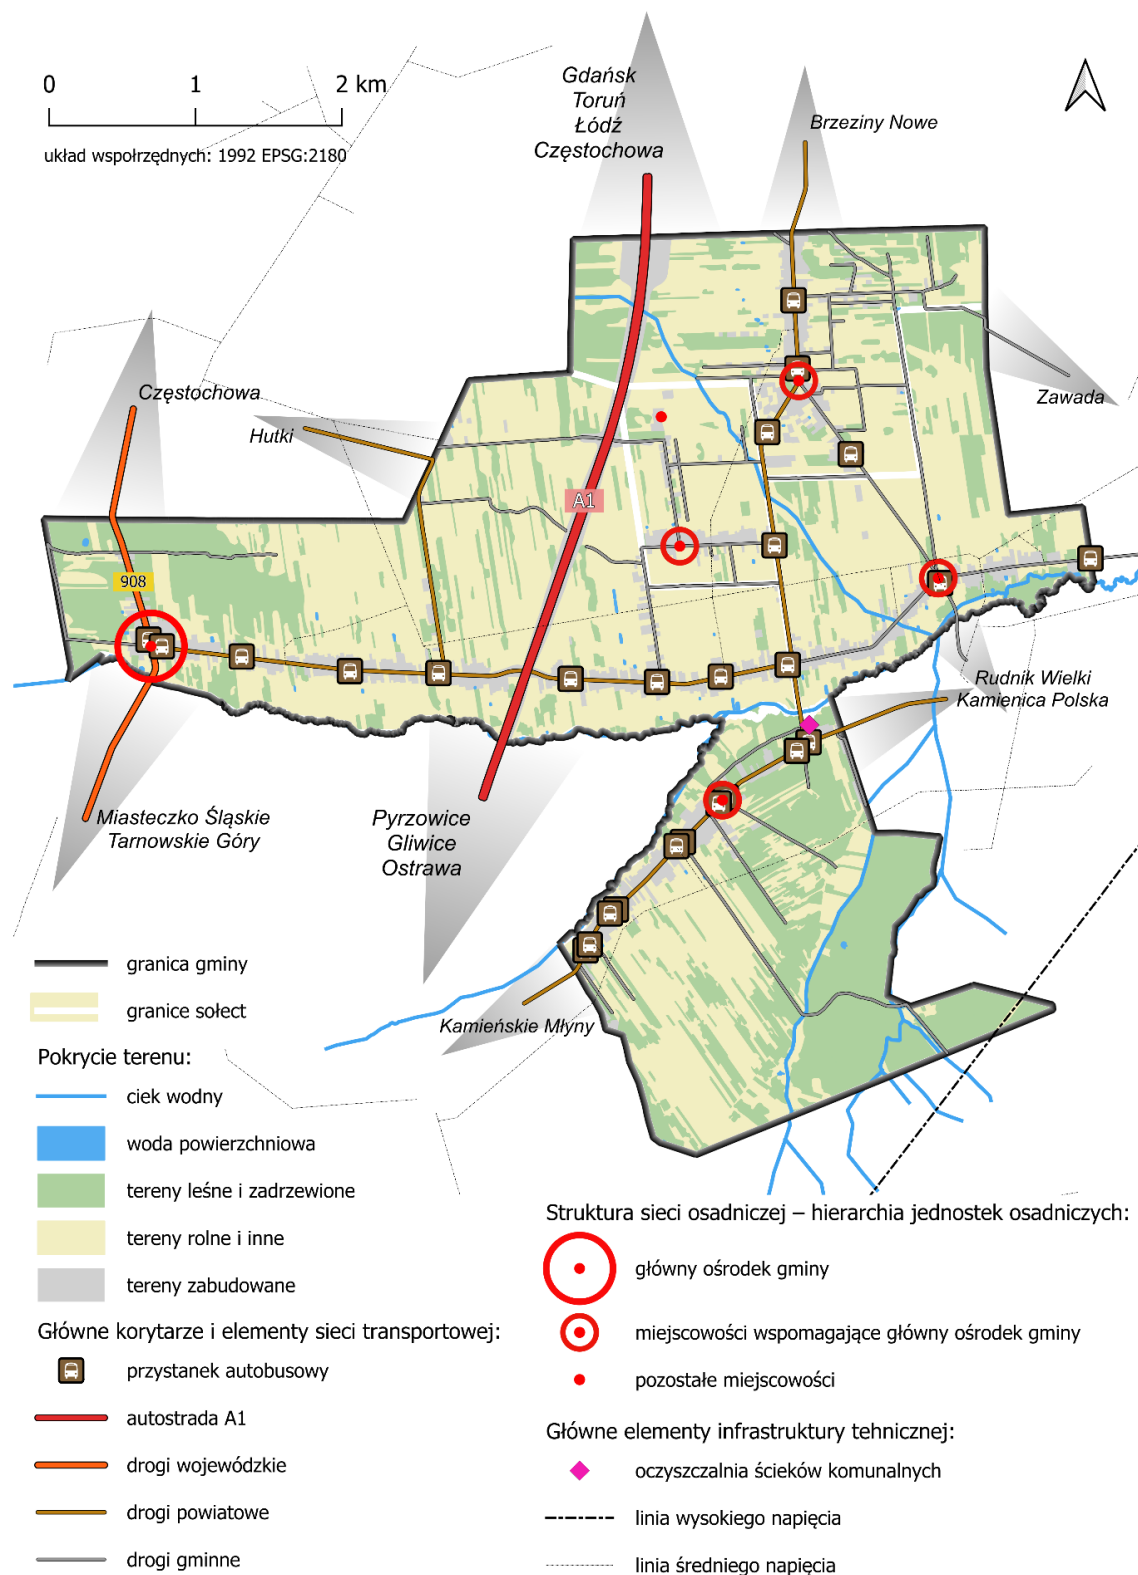 0 1 2 km
układ wspołrzędnych: 1992 EPSG:2180
Gdańsk
Toruń
Łódź
Częstochowa
Brzeziny Nowe
Częstochowa
Hutki
Zawada
A1
908
Rudnik Wielki
Kamienica Polska
Miasteczko Śląskie
Tarnowskie Góry
Pyrzowice
Gliwice
Ostrawa
Kamieńskie Młyny
granica gminy
granice sołect
Pokrycie terenu:
ciek wodny
woda powierzchniowa
tereny leśne i zadrzewione
tereny rolne i inne
tereny zabudowane
Główne korytarze i elementy sieci transportowej:
przystanek autobusowy
autostrada A1
drogi wojewódzkie
drogi powiatowe
drogi gminne
Struktura sieci osadniczej – hierarchia jednostek osadniczych:
główny ośrodek gminy
miejscowości wspomagające główny ośrodek gminy
pozostałe miejscowości
Główne elementy infrastruktury tehnicznej:
oczyszczalnia ścieków komunalnych
linia wysokiego napięcia
linia średniego napięcia